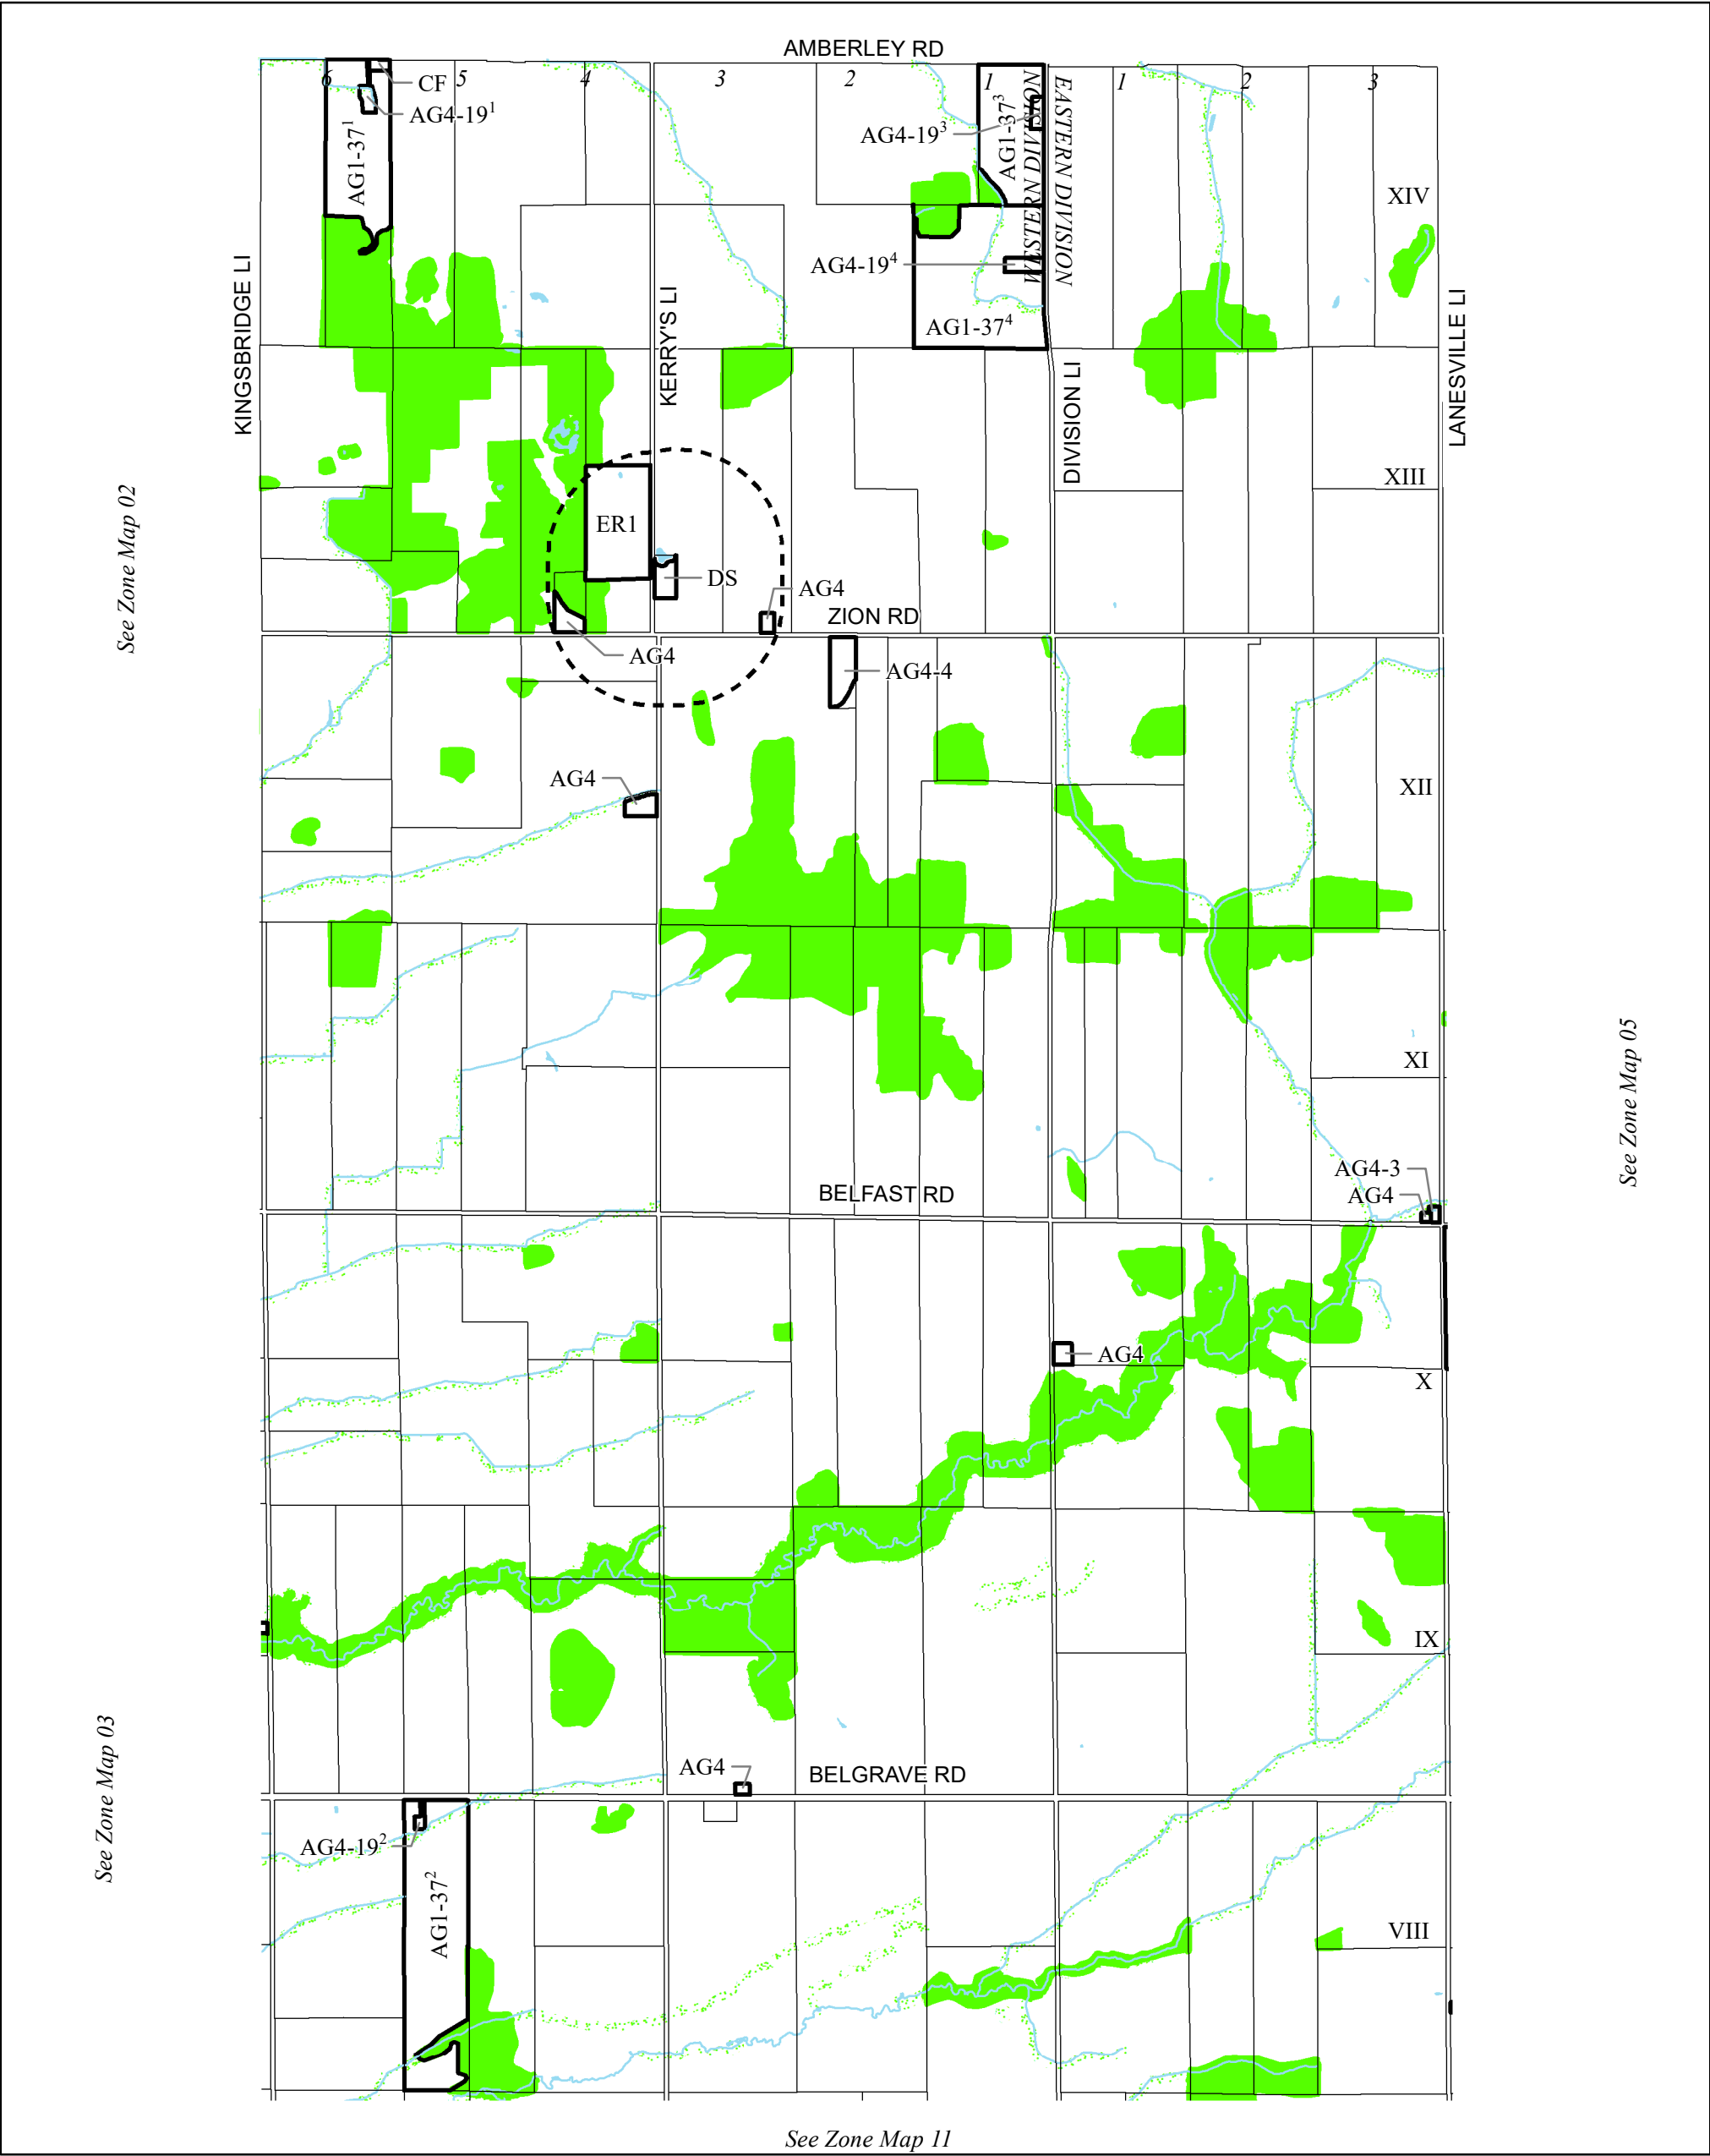 AMBERLEY RD
6
5
4
3
2
1
1
2
3
CF
AG4-19¹
AG1-37¹
AG4-19³
AG1-37³
WESTERN DIVISION
EASTERN DIVISION
XIV
AG4-19⁴
AG1-37⁴
KINGSBRIDGE LI
KERRY'S LI
DIVISION LI
LANESVILLE LI
XIII
See Zone Map 02
ER1
DS
AG4
ZION RD
AG4
AG4-4
AG4
XII
XI
See Zone Map 05
AG4-3
BELFAST RD
AG4
AG4
X
IX
See Zone Map 03
AG4
BELGRAVE RD
AG4-19²
AG1-37²
VIII
See Zone Map 11